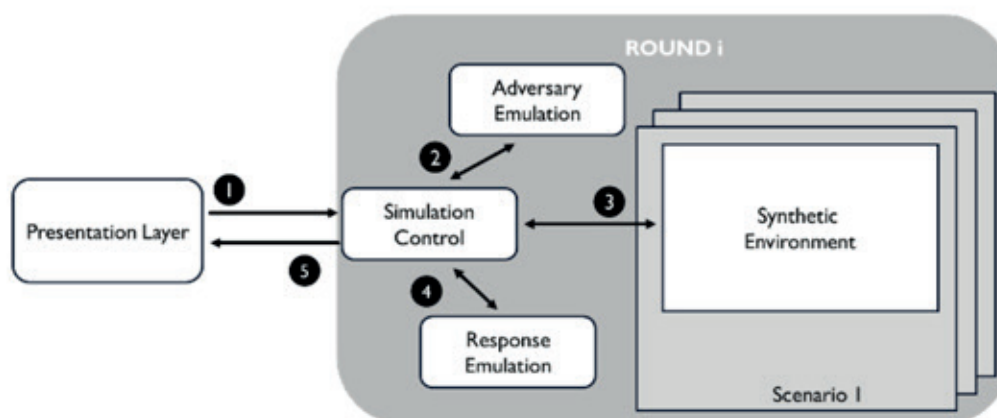 ROUND i
Adversary
Emulation
2
1
3
Presentation Layer
Simulation
Control
Synthetic
Environment
5
4
Response
Emulation
Scenario 1